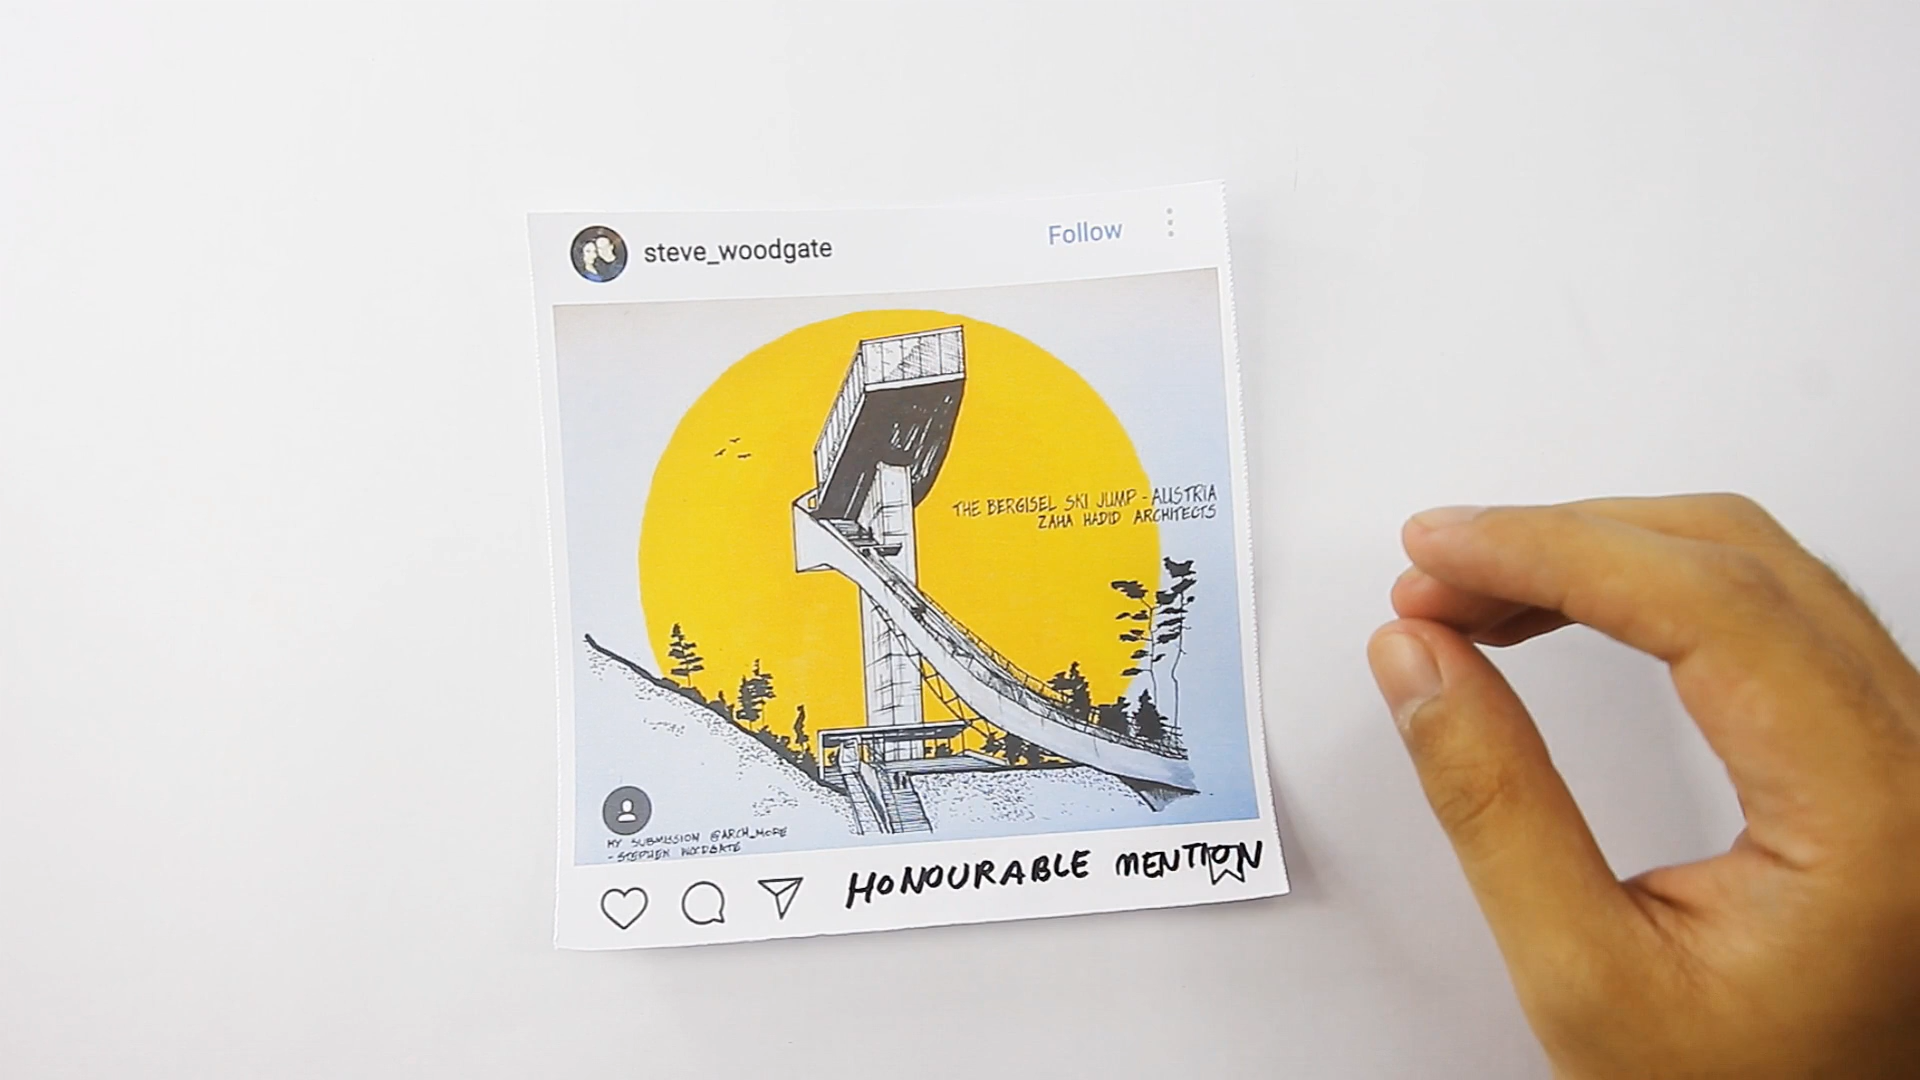 steve_woodgate
Follow
THE BERGISEL SKI JUMP - AUSTRIA
ZAHA HADID ARCHITECTS
MY SUBMISSION @ARCH_MORE
- STEPHEN WOODGATE
HONOURABLE MENTION